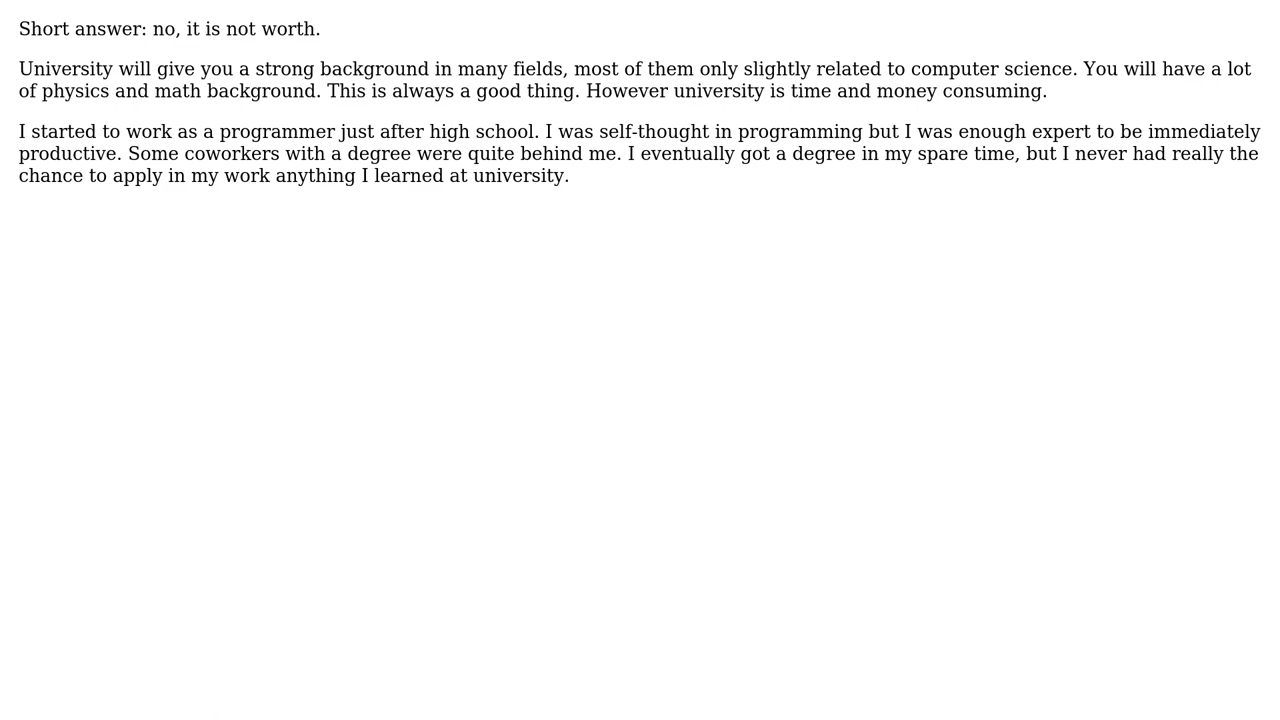 Short answer: no, it is not worth.
University will give you a strong background in many fields, most of them only slightly related to computer science. You will have a lot
of physics and math background. This is always a good thing. However university is time and money consuming.
I started to work as a programmer just after high school. I was self-thought in programming but I was enough expert to be immediately
productive. Some coworkers with a degree were quite behind me. I eventually got a degree in my spare time, but I never had really the
chance to apply in my work anything I learned at university.